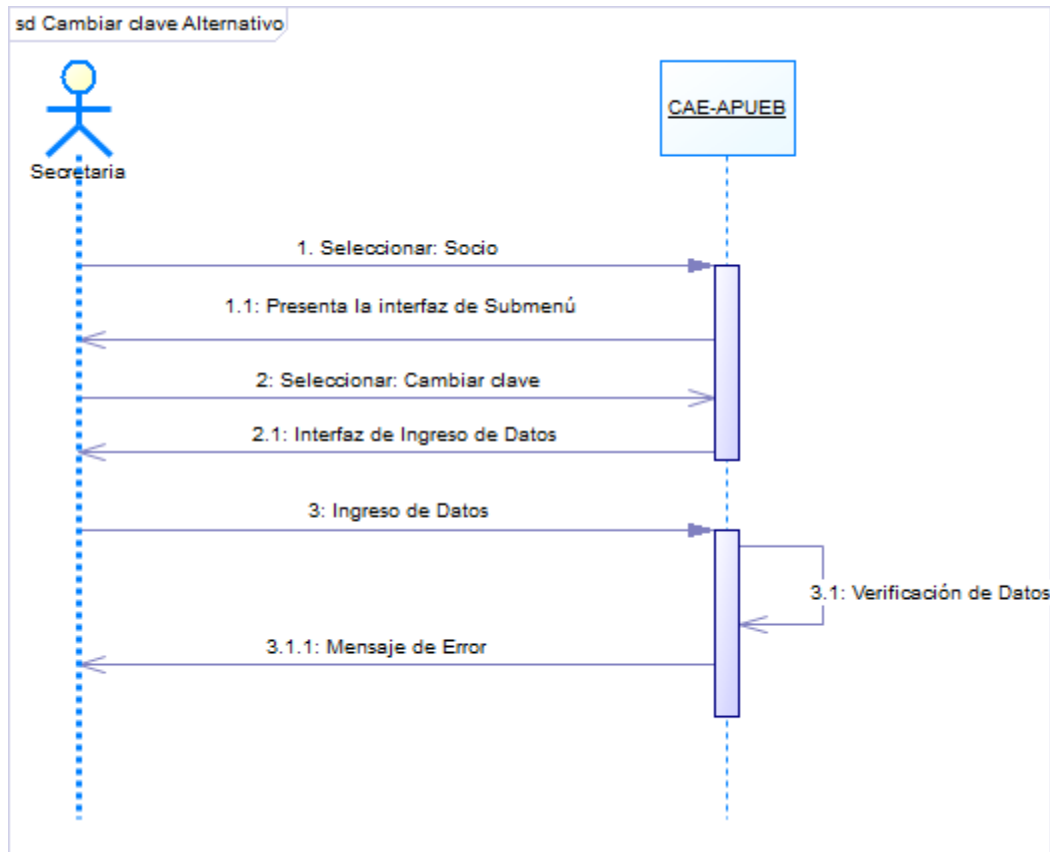 sd Cambiar clave Alternativo
Secretaria
CAE-APUEB
1. Seleccionar: Socio
1.1: Presenta la interfaz de Submenú
2: Seleccionar: Cambiar clave
2.1: Interfaz de Ingreso de Datos
3: Ingreso de Datos
3.1: Verificación de Datos
3.1.1: Mensaje de Error